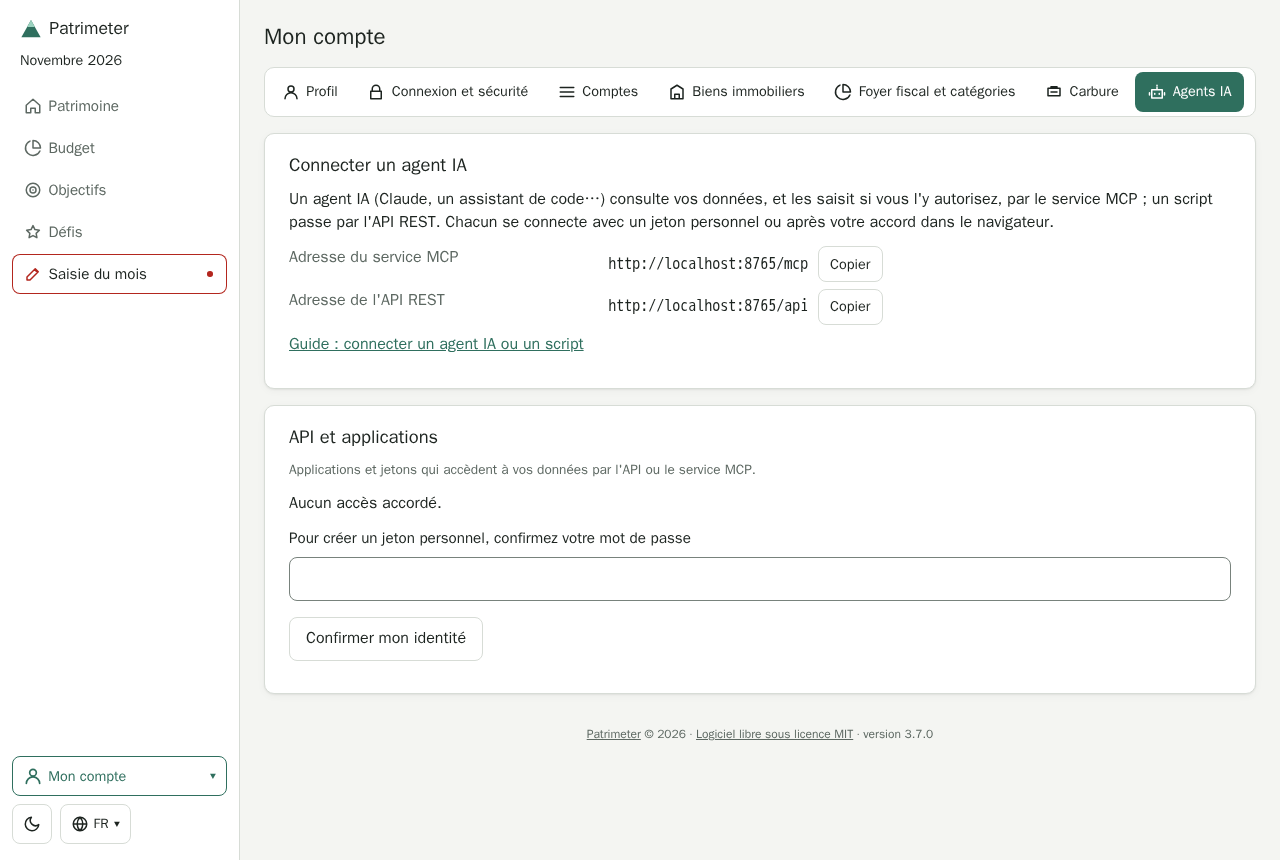 Patrimeter
Novembre 2026
Patrimoine
Budget
Objectifs
Défis
Saisie du mois
Mon compte
FR
Mon compte
Profil
Connexion et sécurité
Comptes
Biens immobiliers
Foyer fiscal et catégories
Carbure
Agents IA
Connecter un agent IA
Un agent IA (Claude, un assistant de code…) consulte vos données, et les saisit si vous l'y autorisez, par le service MCP ; un script
passe par l'API REST. Chacun se connecte avec un jeton personnel ou après votre accord dans le navigateur.
Adresse du service MCP
http://localhost:8765/mcp
Copier
Adresse de l'API REST
http://localhost:8765/api
Copier
Guide : connecter un agent IA ou un script
API et applications
Applications et jetons qui accèdent à vos données par l'API ou le service MCP.
Aucun accès accordé.
Pour créer un jeton personnel, confirmez votre mot de passe
Confirmer mon identité
Patrimeter © 2026 · Logiciel libre sous licence MIT · version 3.7.0